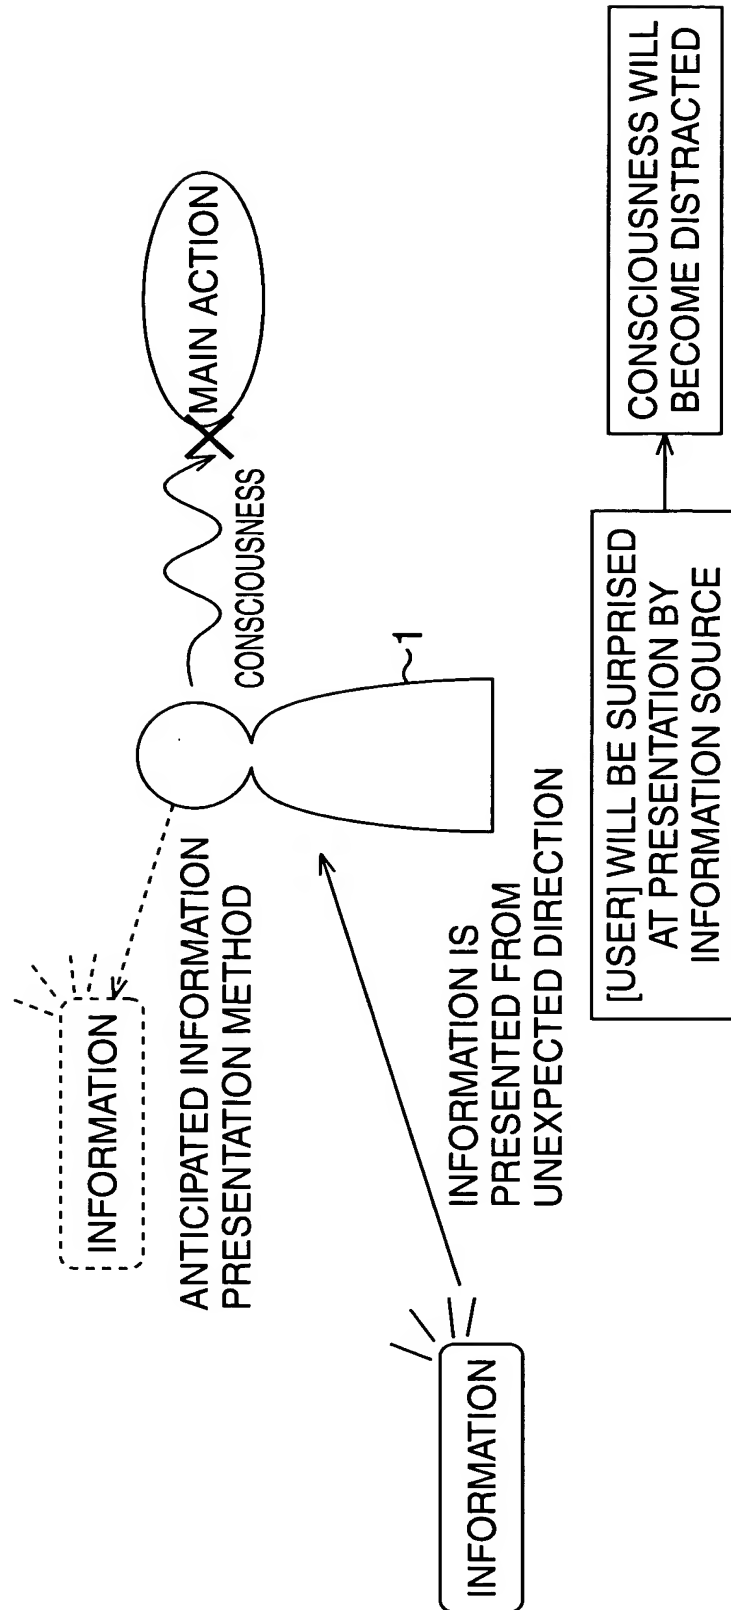 INFORMATION
ANTICIPATED INFORMATION
PRESENTATION METHOD
MAIN ACTION
CONSCIOUSNESS
1
INFORMATION
INFORMATION IS
PRESENTED FROM
UNEXPECTED DIRECTION
[USER] WILL BE SURPRISED
AT PRESENTATION BY
INFORMATION SOURCE
CONSCIOUSNESS WILL
BECOME DISTRACTED